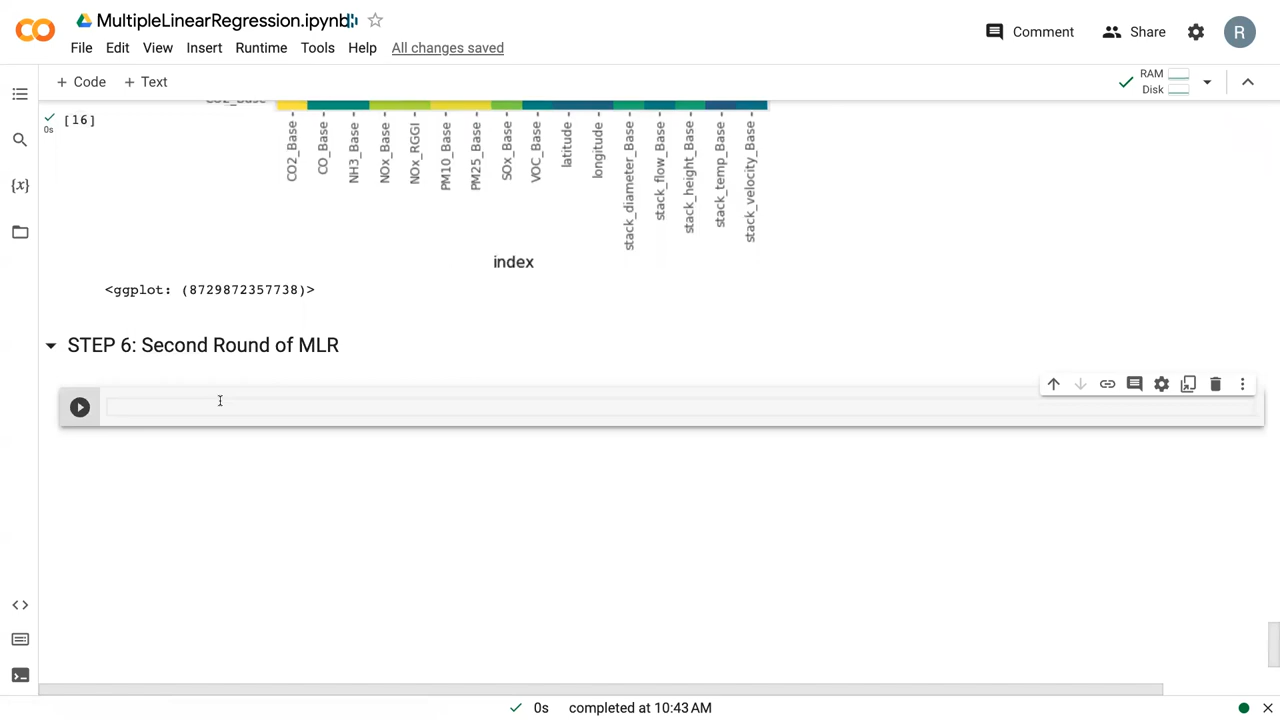 MultipleLinearRegression.ipynb
Comment
Share
R
File Edit View Insert Runtime Tools Help All changes saved
+ Code + Text
RAM
Disk
CO2_Base
[16]
0s
CO2_Base
CO_Base
NH3_Base
NOx_Base
NOx_RGGI
PM10_Base
PM25_Base
SOx_Base
VOC_Base
latitude
longitude
stack_diameter_Base
stack_flow_Base
stack_height_Base
stack_temp_Base
stack_velocity_Base
index
<ggplot: (8729872357738)>
STEP 6: Second Round of MLR
0s completed at 10:43 AM